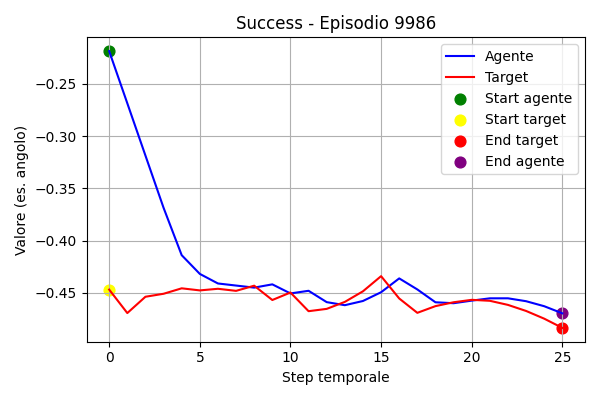 Success - Episodio 9986
Agente
Target
Start agente
Start target
End target
End agente
Valore (es. angolo)
−0.25
−0.30
−0.35
−0.40
−0.45
0 5 10 15 20 25
Step temporale